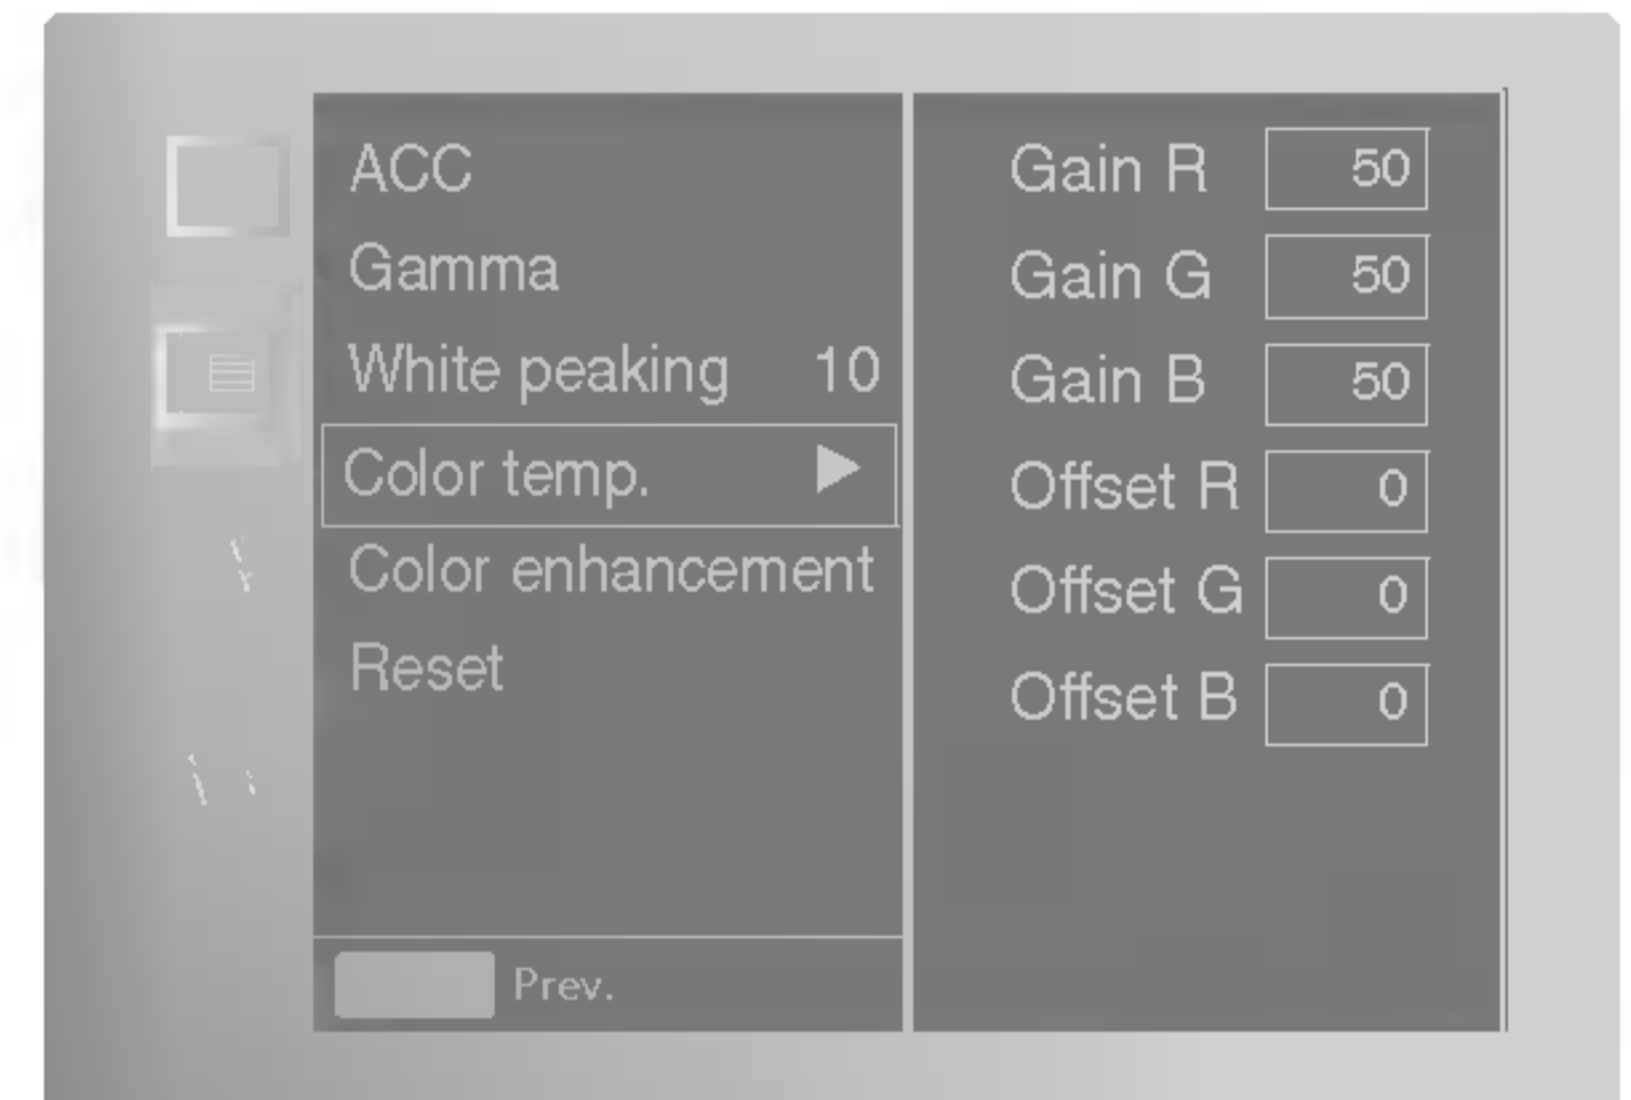 ACC
Gamma
White peaking 10
Color temp.
Color enhancement
Reset
Prev.
Gain R 50
Gain G 50
Gain B 50
Offset R 0
Offset G 0
Offset B 0